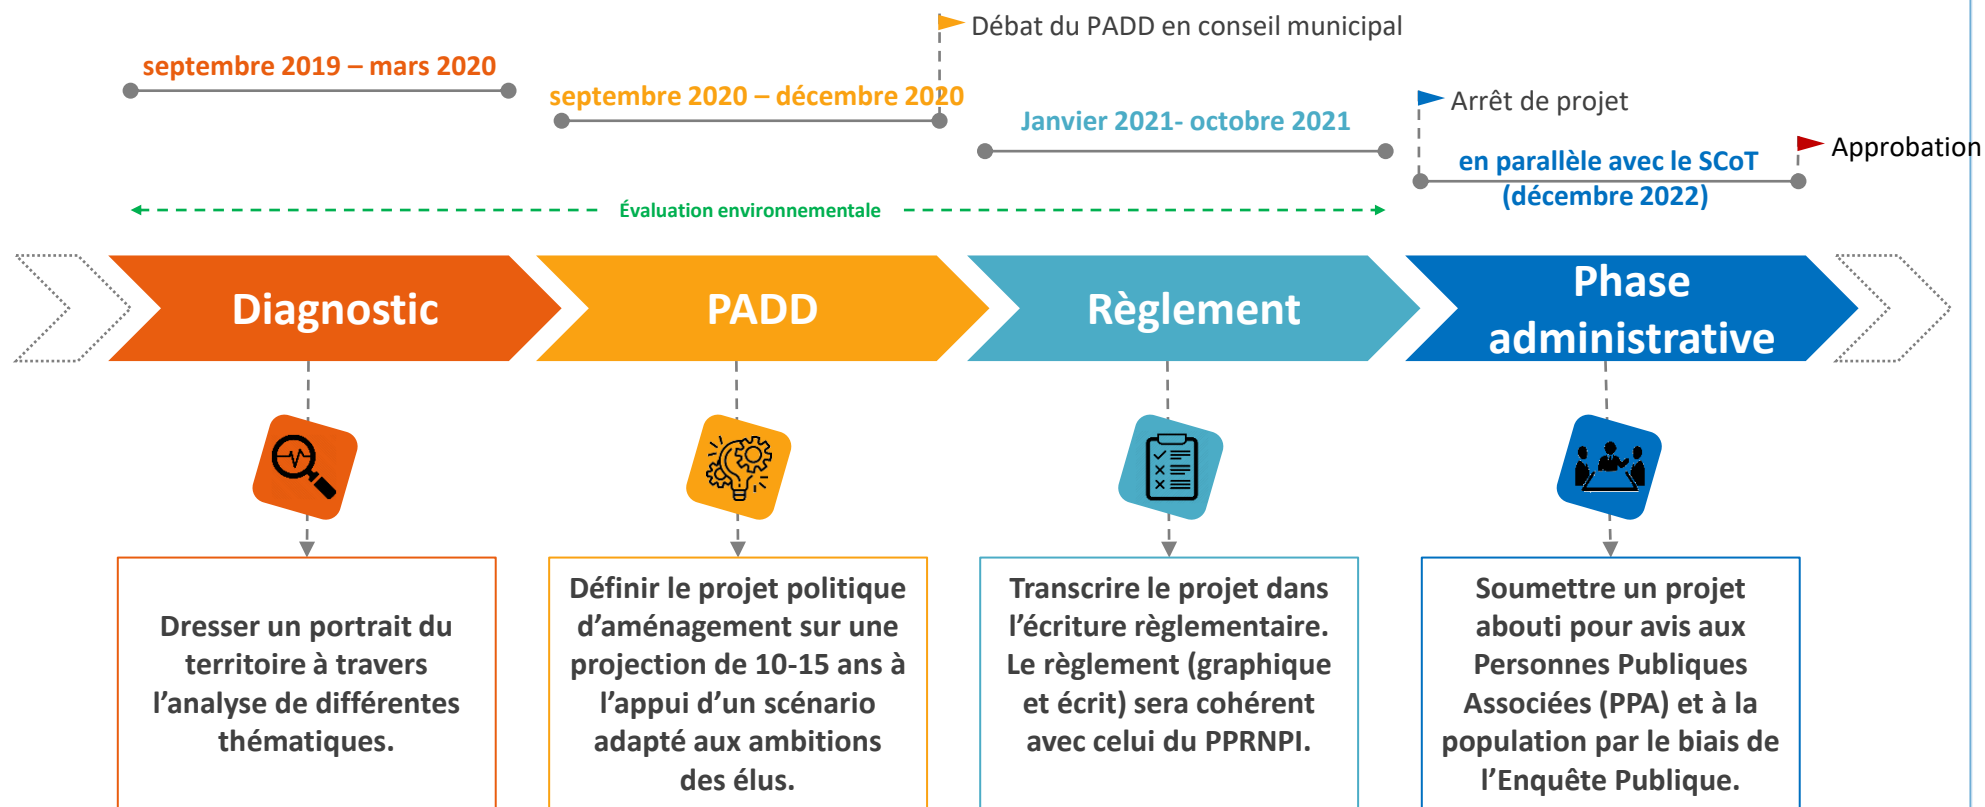 Débat du PADD en conseil municipal
septembre 2019 – mars 2020
septembre 2020 – décembre 2020
Janvier 2021- octobre 2021
Arrêt de projet
en parallèle avec le SCoT
(décembre 2022)
Approbation
Évaluation environnementale
Diagnostic
PADD
Règlement
Phase
administrative
Dresser un portrait du
territoire à travers
l’analyse de différentes
thématiques.
Définir le projet politique
d’aménagement sur une
projection de 10-15 ans à
l’appui d’un scénario
adapté aux ambitions
des élus.
Transcrire le projet dans
l’écriture règlementaire.
Le règlement (graphique
et écrit) sera cohérent
avec celui du PPRNPI.
Soumettre un projet
abouti pour avis aux
Personnes Publiques
Associées (PPA) et à la
population par le biais de
l’Enquête Publique.